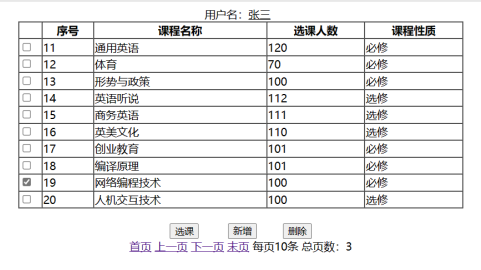 用户名：张三
序号 课程名称 选课人数 课程性质
11 通用英语 120 必修
12 体育 70 必修
13 形势与政策 100 必修
14 英语听说 112 选修
15 商务英语 111 选修
16 英美文化 110 选修
17 创业教育 101 必修
18 编译原理 101 必修
19 网络编程技术 100 必修
20 人机交互技术 100 选修
选课 新增 删除
首页 上一页 下一页 末页 每页10条 总页数：3